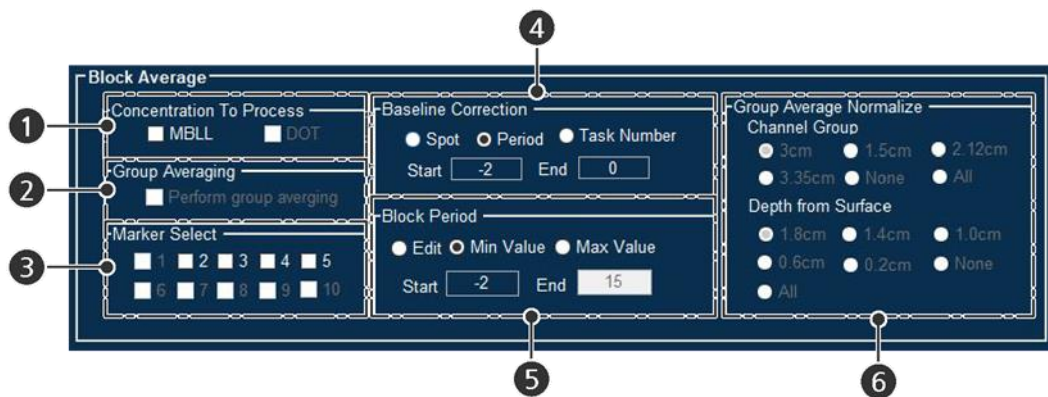 4
Block Average
1
Concentration To Process
MBLL DOT
2
Group Averaging
Perform group averging
3
Marker Select
1 2 3 4 5
6 7 8 9 10
Baseline Correction
Spot Period Task Number
Start -2 End 0
Block Period
Edit Min Value Max Value
Start -2 End 15
5
Group Average Normalize
Channel Group
3cm 1.5cm 2.12cm
3.35cm None All
Depth from Surface
1.8cm 1.4cm 1.0cm
0.6cm 0.2cm None
All
6